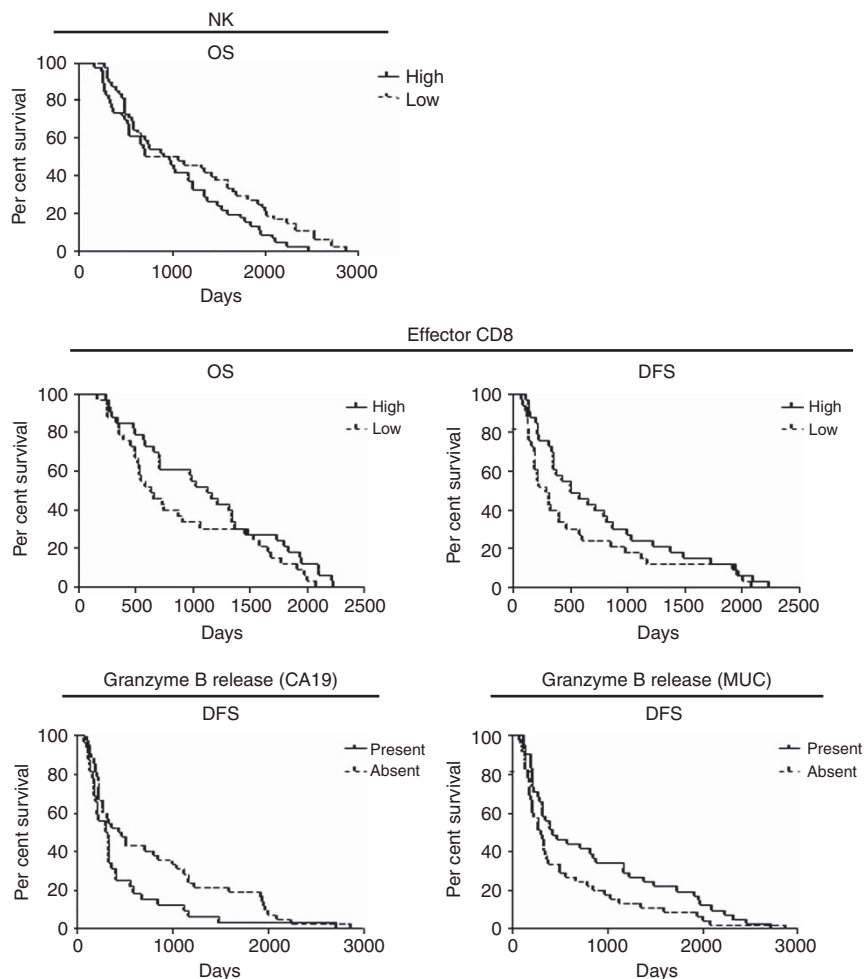 NK
OS
High
Low
Per cent survival
100
80
60
40
20
0
0 1000 2000 3000
Days
Effector CD8
OS
High
Low
Per cent survival
100
80
60
40
20
0
0 500 1000 1500 2000 2500
Days
DFS
High
Low
Per cent survival
100
80
60
40
20
0
0 500 1000 1500 2000 2500
Days
Granzyme B release (CA19)
DFS
Present
Absent
Per cent survival
100
80
60
40
20
0
0 1000 2000 3000
Days
Granzyme B release (MUC)
DFS
Present
Absent
Per cent survival
100
80
60
40
20
0
0 1000 2000 3000
Days